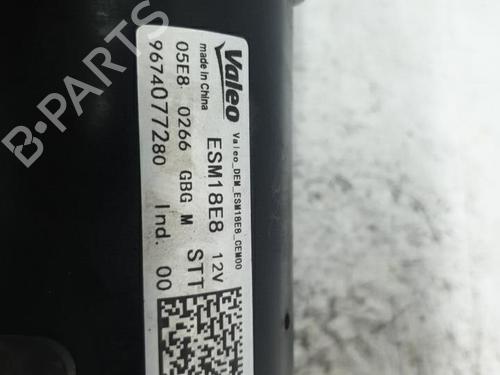 Valeo
made in China
Valeo_DEM_ESM18E8_CEM00
ESM18E8 12V
05E8 0266 GBG M STT
9674077280 Ind. 00
B-PARTS